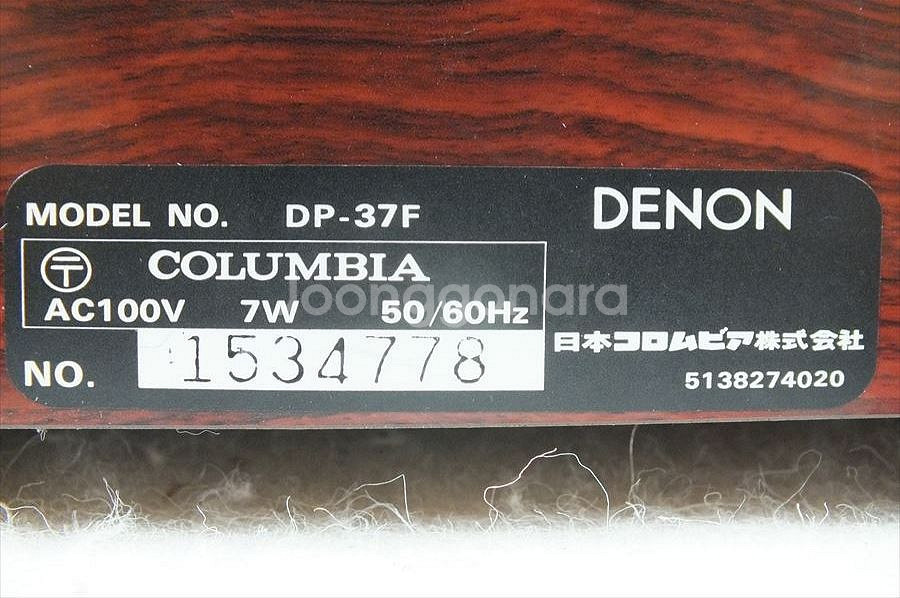 MODEL NO. DP-37F
DENON
〒 COLUMBIA
AC100V 7W 50/60Hz
NO. 1534778
日本コロムビア株式会社
5138274020
Joonggonara